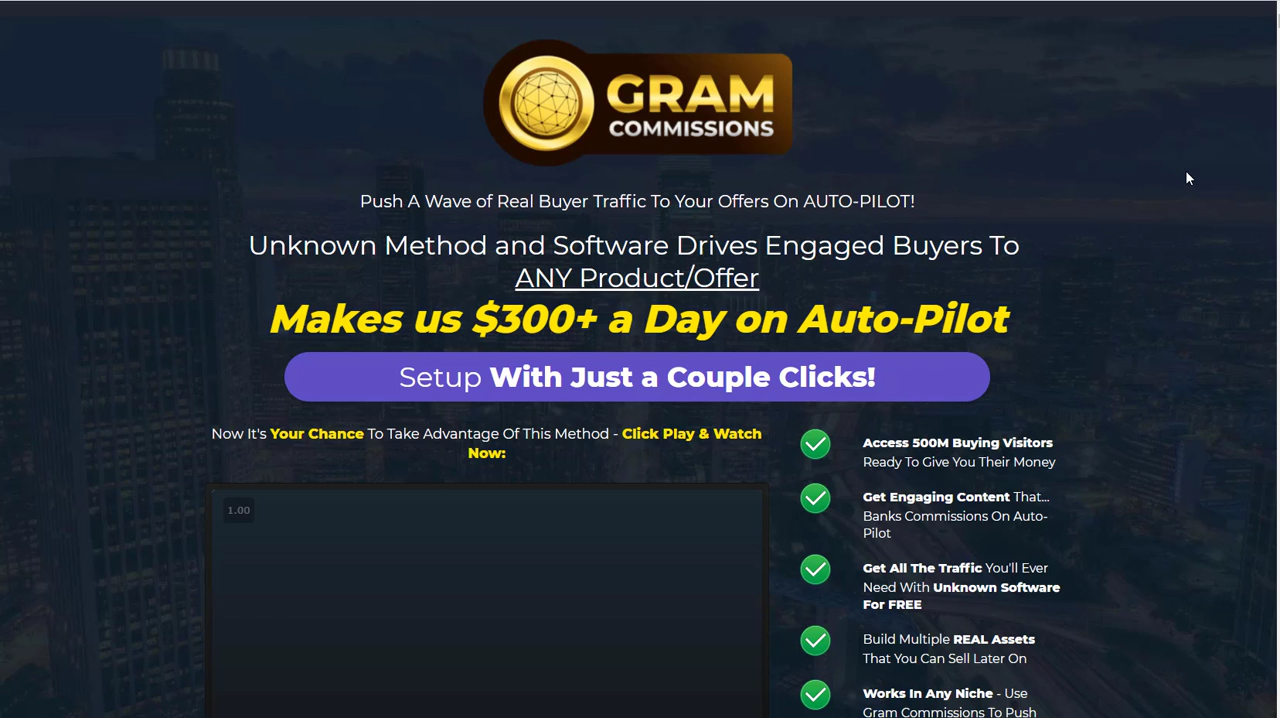 GRAM
COMMISSIONS
Push A Wave of Real Buyer Traffic To Your Offers On AUTO-PILOT!
Unknown Method and Software Drives Engaged Buyers To
ANY Product/Offer
Makes us $300+ a Day on Auto-Pilot
Setup With Just a Couple Clicks!
Now It's Your Chance To Take Advantage Of This Method - Click Play & Watch
Now:
1.00
Access 500M Buying Visitors
Ready To Give You Their Money
Get Engaging Content That...
Banks Commissions On Auto-
Pilot
Get All The Traffic You'll Ever
Need With Unknown Software
For FREE
Build Multiple REAL Assets
That You Can Sell Later On
Works In Any Niche - Use
Gram Commissions To Push